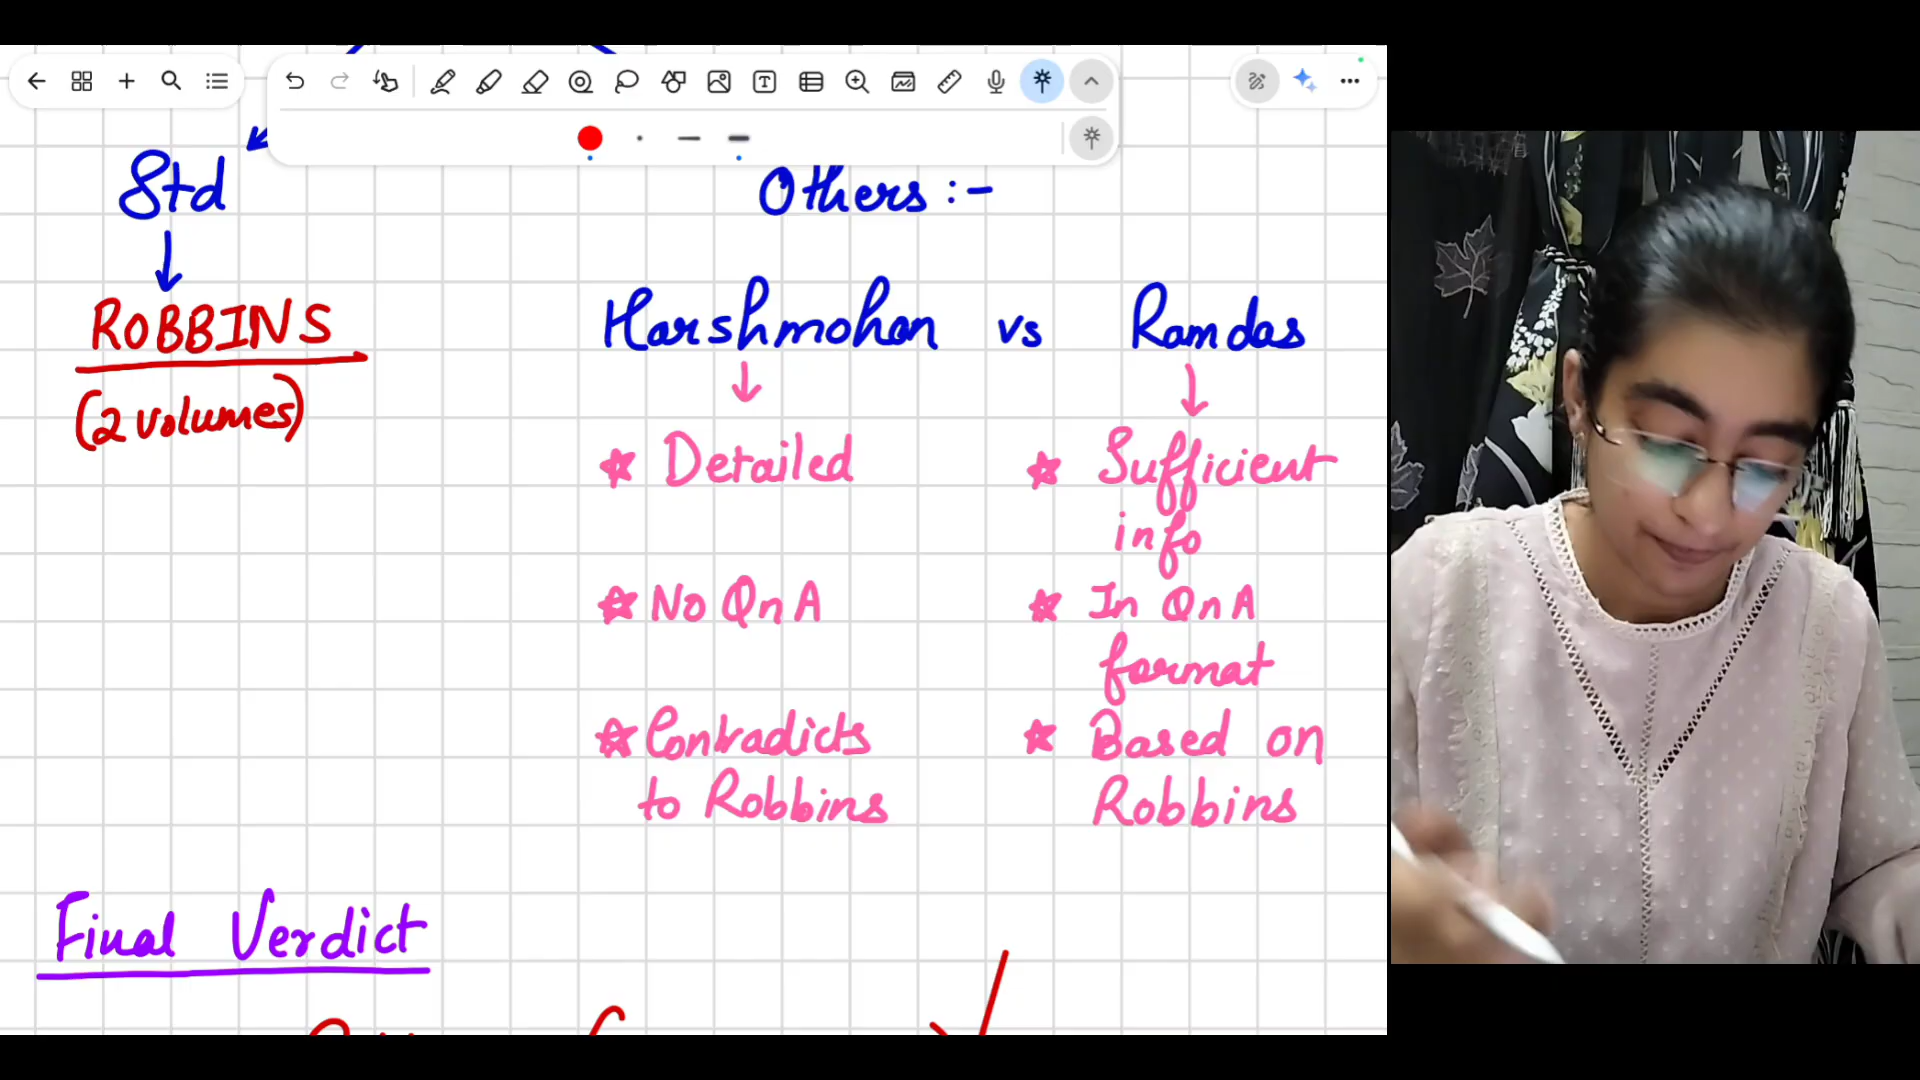 Std
Others :-
ROBBINS
(2 volumes)
Harshmohan vs Ramdas
Detailed
Sufficient
info
No QnA
In QnA
format
Contradicts
to Robbins
Based on
Robbins
Final Verdict